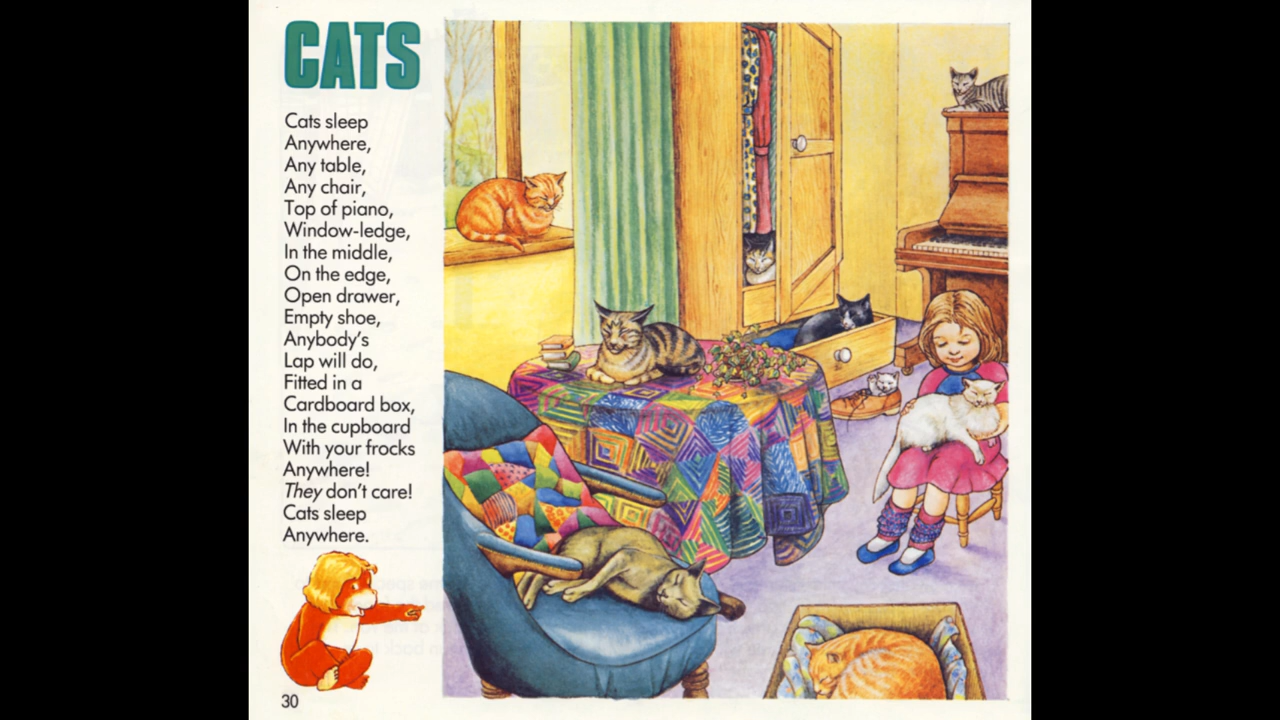 CATS
Cats sleep
Anywhere,
Any table,
Any chair,
Top of piano,
Window-ledge,
In the middle,
On the edge,
Open drawer,
Empty shoe,
Anybody's
Lap will do,
Fitted in a
Cardboard box,
In the cupboard
With your frocks
Anywhere!
They don't care!
Cats sleep
Anywhere.
30